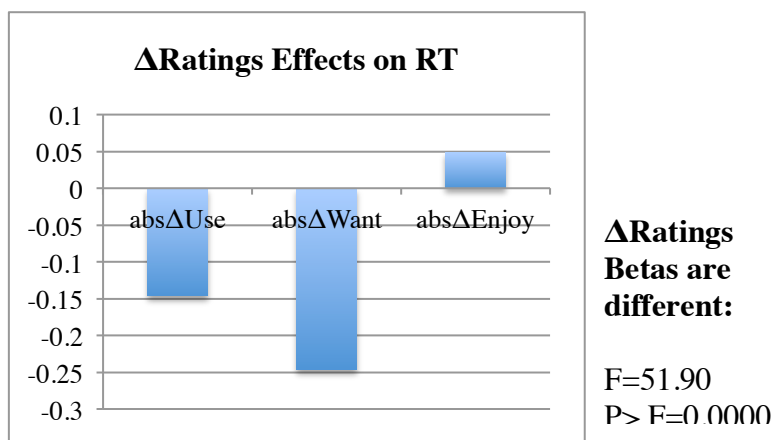 ΔRatings Effects on RT
0.1
0.05
0
-0.05
-0.1
-0.15
-0.2
-0.25
-0.3
absΔUse absΔWant absΔEnjoy
ΔRatings
Betas are
different:
F=51.90
P> F=0.0000